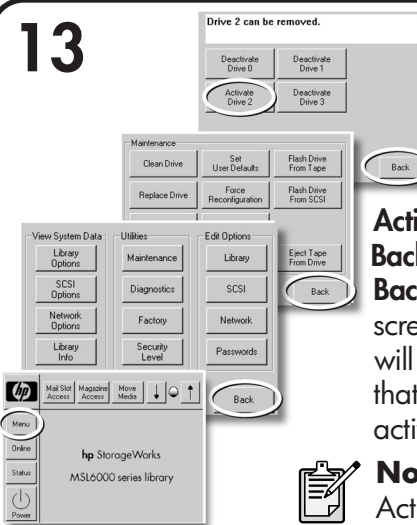 13
Drive 2 can be removed.
Deactivate Drive 0
Deactivate Drive 1
Activate Drive 2
Deactivate Drive 3
Back
Maintenance
Clean Drive
Set User Defaults
Flash Drive From Tape
Replace Drive
Force Reconfiguration
Flash Drive From SCSI
Eject Tape From Drive
Back
View System Data
Utilities
Edit Options
Library Options
Maintenance
Library
SCSI Options
Diagnostics
SCSI
Network Options
Factory
Network
Library Info
Security Level
Passwords
Back
hp
Mail Slot Access
Magazine Access
Move Media
Menu
Online
Status
Power
hp StorageWorks
MSL6000 series library
Back
scre
will
that
acti
No
Act